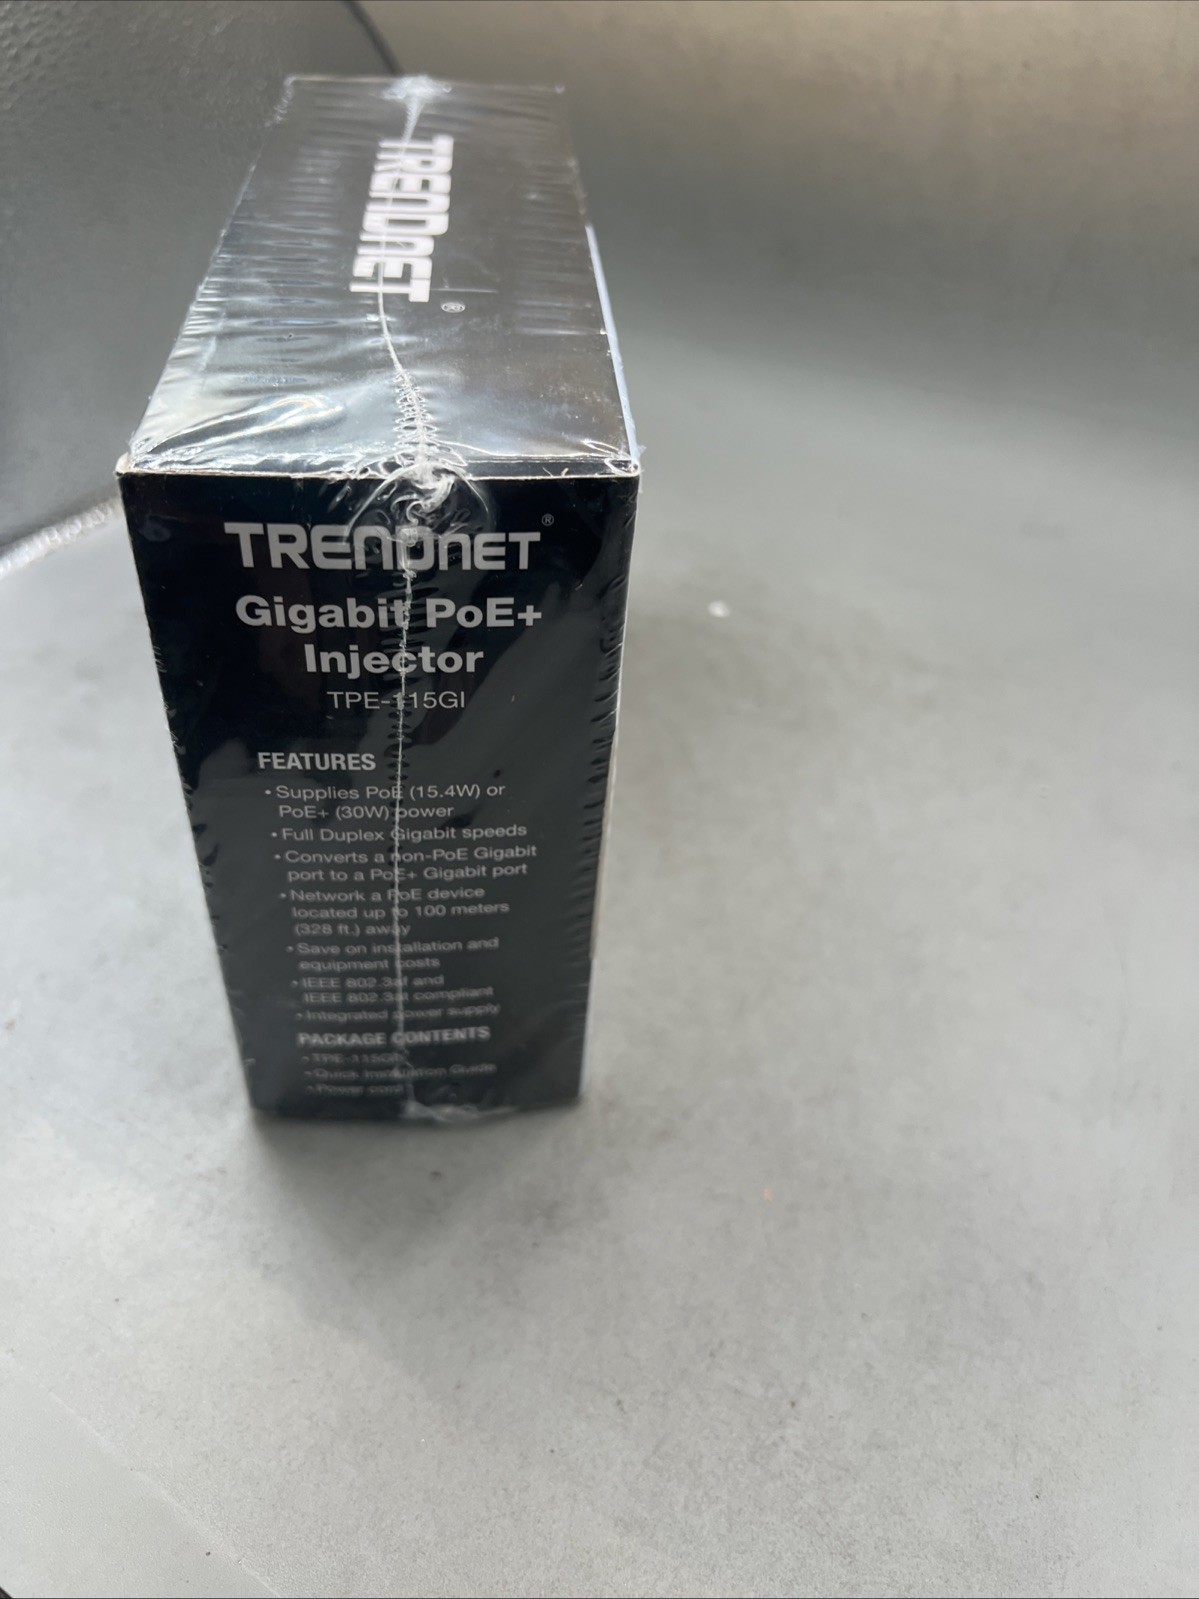 TRENDNET®
TRENDNET®
Gigabit PoE+
Injector
TPE-115GI
FEATURES
• Supplies PoE (15.4W) or
PoE+ (30W) power
• Full Duplex Gigabit speeds
• Converts a non-PoE Gigabit
port to a PoE+ Gigabit port
• Network a PoE device
located up to 100 meters
(328 ft.) away
• Save on installation and
equipment costs
• IEEE 802.3af and
IEEE 802.3at compliant
• Integrated power supply
PACKAGE CONTENTS
• TPE-115GI
• Quick Installation Guide
• Power cord